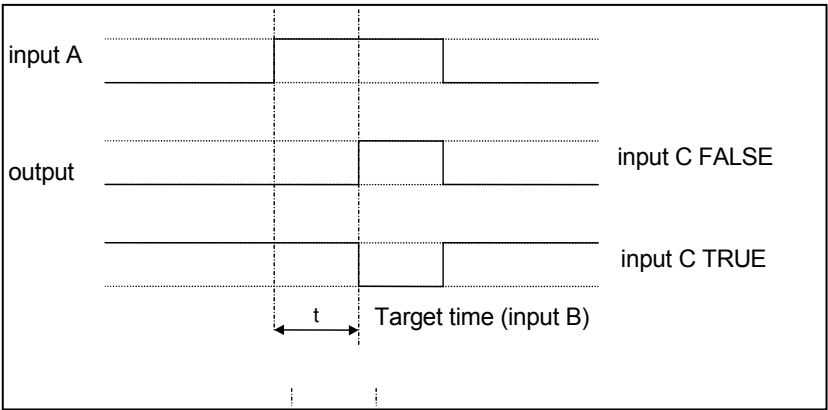 input A
input C FALSE
output
input C TRUE
t
Target time (input B)